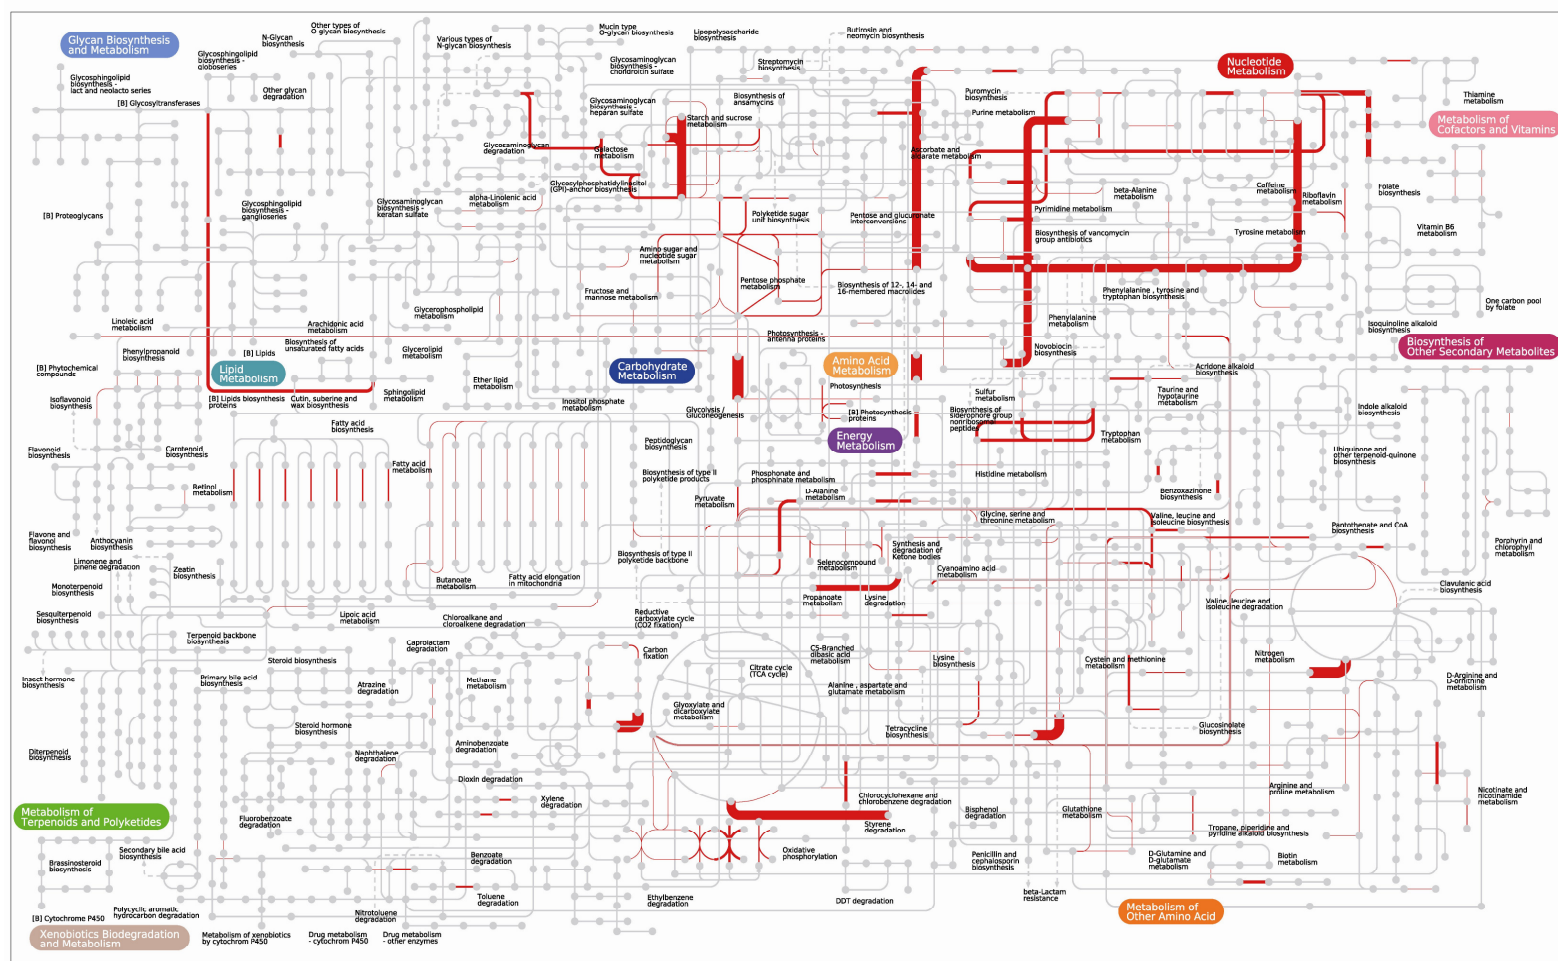 Glycan Biosynthesis
and Metabolism
N-Glycan
biosynthesis
Other types of
O-glycan biosynthesis
Various types of
N-glycan biosynthesis
Mucin type
O-glycan biosynthesis
Lipopolysaccharide
biosynthesis
Butirosin and
neomycin biosynthesis
Glycosphingolipid
biosynthesis -
globoseries
Glycosaminoglycan
biosynthesis -
chondroitin sulfate
Streptomycin
biosynthesis
Nucleotide
Metabolism
Glycosphingolipid
biosynthesis -
lact and neolacto series
Other glycan
degradation
[B] Glycosyltransferases
Glycosaminoglycan
biosynthesis -
heparan sulfate
Biosynthesis of
ansamycins
Puromycin
biosynthesis
Purine metabolism
Thiamine
metabolism
Metabolism of
Cofactors and Vitamins
Starch and sucrose
metabolism
Glycosaminoglycan
degradation
Galactose
metabolism
Ascorbate and
aldarate metabolism
Glycosylphosphatidylinositol
(GPI)-anchor biosynthesis
alpha-Linolenic acid
metabolism
beta-Alanine
metabolism
Caffeine
metabolism
Riboflavin
metabolism
Folate
biosynthesis
[B] Proteoglycans
Glycosphingolipid
biosynthesis -
ganglioseries
Glycosaminoglycan
biosynthesis -
keratan sulfate
Polyketide sugar
unit biosynthesis
Pentose and glucuronate
interconversions
Pyrimidine metabolism
Biosynthesis of vancomycin
group antibiotics
Tyrosine metabolism
Vitamin B6
metabolism
Amino sugar and
nucleotide sugar
metabolism
Pentose phosphate
metabolism
Biosynthesis of 12-, 14- and
16-membered macrolides
Fructose and
mannose metabolism
Phenylalanine , tyrosine and
tryptophan biosynthesis
One carbon pool
by folate
Linoleic acid
metabolism
Arachidonic acid
metabolism
Glycerophospholipid
metabolism
Phenylalanine
metabolism
Isoquinoline alkaloid
biosynthesis
Photosynthesis -
antenna proteins
Phenylpropanoid
biosynthesis
[B] Lipids
Biosynthesis of
unsaturated fatty acids
Glycerolipid
metabolism
Novobiocin
biosynthesis
Biosynthesis of
Other Secondary Metabolites
[B] Phytochemical
compounds
Lipid
Metabolism
Carbohydrate
Metabolism
Amino Acid
Metabolism
Acridone alkaloid
biosynthesis
Ether lipid
metabolism
Photosynthesis
Sulfur
metabolism
Taurine and
hypotaurine
metabolism
Isoflavonoid
biosynthesis
[B] Lipids biosynthesis
proteins
Cutin, suberine and
wax biosynthesis
Sphingolipid
metabolism
Inositol phosphate
metabolism
Glycolysis /
Gluconeogenesis
[B] Photosynthesis
proteins
Biosynthesis of
siderophore group
nonribosomal
peptides
Indole alkaloid
biosynthesis
Fatty acid
biosynthesis
Energy
Metabolism
Tryptophan
metabolism
Flavonoid
biosynthesis
Carotenoid
biosynthesis
Peptidoglycan
biosynthesis
Ubiquinone and
other terpenoid-quinone
biosynthesis
Fatty acid
metabolism
Biosynthesis of type II
polyketide products
Phosphonate and
phosphinate metabolism
Histidine metabolism
Retinol
metabolism
Pyruvate
metabolism
D-Alanine
metabolism
Benzoxazinone
biosynthesis
Glycine, serine and
threonine metabolism
Valine, leucine and
isoleucine biosynthesis
Pantothenate and CoA
biosynthesis
Flavone and
flavonol
biosynthesis
Anthocyanin
biosynthesis
Porphyrin and
chlorophyll
metabolism
Limonene and
pinene degradation
Zeatin
biosynthesis
Biosynthesis of type II
polyketide backbone
Synthesis and
degradation of
Ketone bodies
Selenocompound
metabolism
Cyanoamino acid
metabolism
Monoterpenoid
biosynthesis
Butanoate
metabolism
Fatty acid elongation
in mitochondria
Clavulanic acid
biosynthesis
Propanoate
metabolism
Lysine
degradation
Valine, leucine and
isoleucine degradation
Sesquiterpenoid
biosynthesis
Lipoic acid
metabolism
Chloroalkane and
cloroalkene degradation
Reductive
carboxylate cycle
(CO2 fixation)
Terpenoid backbone
biosynthesis
Caprolactam
degradation
Carbon
fixation
C5-Branched
dibasic acid
metabolism
Lysine
biosynthesis
Cystein and methionine
metabolism
Nitrogen
metabolism
Steroid biosynthesis
Citrate cycle
(TCA cycle)
Insect hormone
biosynthesis
Primary bile acid
biosynthesis
Atrazine
degradation
Methane
metabolism
Alanine , aspartate and
glutamate metabolism
D-Arginine and
D-ornithine
metabolism
Glyoxylate and
dicarboxylate
metabolism
Steroid hormone
biosynthesis
Tetracycline
biosynthesis
Glucosinolate
biosynthesis
Diterpenoid
biosynthesis
Naphthalene
degradation
Aminobenzoate
degradation
Dioxin degradation
Arginine and
proline metabolism
Nicotinate and
nicotinamide
metabolism
Metabolism of
Terpenoids and Polyketides
Xylene
degradation
Chlorocyclohexane and
chlorobenzene degradation
Bisphenol
degradation
Glutathione
metabolism
Fluorobenzoate
degradation
Styrene
degradation
Tropane, piperidine and
pyridine alkaloid biosynthesis
Brassinosteroid
biosynthesis
Secondary bile acid
biosynthesis
Benzoate
degradation
Oxidative
phosphorylation
Penicillin and
cephalosporin
biosynthesis
D-Glutamine and
D-glutamate
metabolism
Biotin
metabolism
Toluene
degradation
Ethylbenzene
degradation
DDT degradation
beta-Lactam
resistance
[B] Cytochrome P450
Polycyclic aromatic
hydrocarbon degradation
Nitrotoluene
degradation
Metabolism of
Other Amino Acid
Xenobiotics Biodegradation
and Metabolism
Metabolism of xenobiotics
by cytochrom P450
Drug metabolism
- cytochrom P450
Drug metabolism
- other enzymes